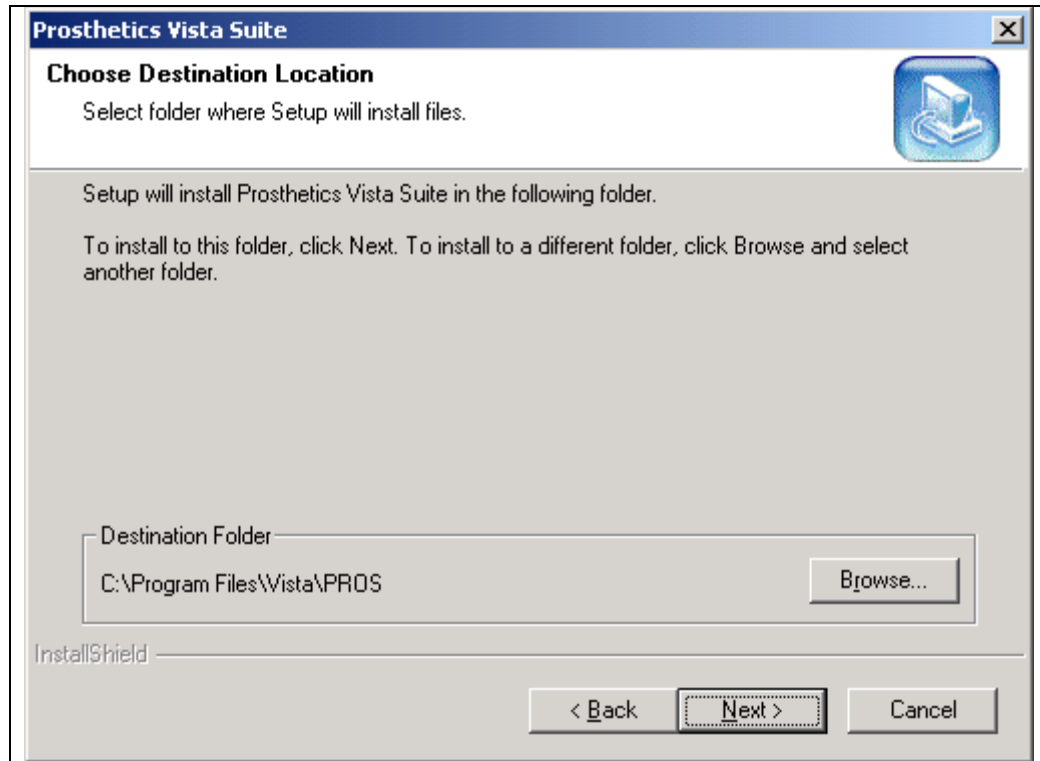 Prosthetics Vista Suite
Choose Destination Location
Select folder where Setup will install files.
Setup will install Prosthetics Vista Suite in the following folder.
To install to this folder, click Next. To install to a different folder, click Browse and select
another folder.
Destination Folder
C:\Program Files\Vista\PROS
Browse...
InstallShield
< Back
Next >
Cancel